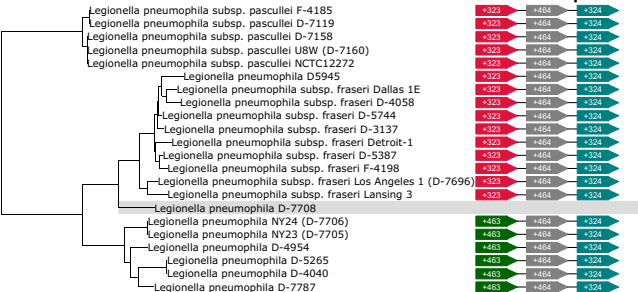 Legionella pneumophila subsp. pascullei F-4185 +323 +464 +324
Legionella pneumophila subsp. pascullei D-7119 +323 +464 +324
Legionella pneumophila subsp. pascullei D-7158 +323 +464 +324
Legionella pneumophila subsp. pascullei U8W (D-7160) +323 +464 +324
Legionella pneumophila subsp. pascullei NCTC12272 +323 +464 +324
Legionella pneumophila D5945 +323 +464 +324
Legionella pneumophila subsp. fraseri Dallas 1E +323 +464 +324
Legionella pneumophila subsp. fraseri D-4058 +323 +464 +324
Legionella pneumophila subsp. fraseri D-5744 +323 +464 +324
Legionella pneumophila subsp. fraseri D-3137 +323 +464 +324
Legionella pneumophila subsp. fraseri Detroit-1 +323 +464 +324
Legionella pneumophila subsp. fraseri D-5387 +323 +464 +324
Legionella pneumophila subsp. fraseri F-4198 +323 +464 +324
Legionella pneumophila subsp. fraseri Los Angeles 1 (D-7696) +323 +464 +324
Legionella pneumophila subsp. fraseri Lansing 3 +323 +464 +324
Legionella pneumophila D-7708
Legionella pneumophila NY24 (D-7706) +463 +464 +324
Legionella pneumophila NY23 (D-7705) +463 +464 +324
Legionella pneumophila D-4954 +463 +464 +324
Legionella pneumophila D-5265 +463 +464 +324
Legionella pneumophila D-4040 +463 +464 +324
Legionella pneumophila D-7787 +463 +464 +324